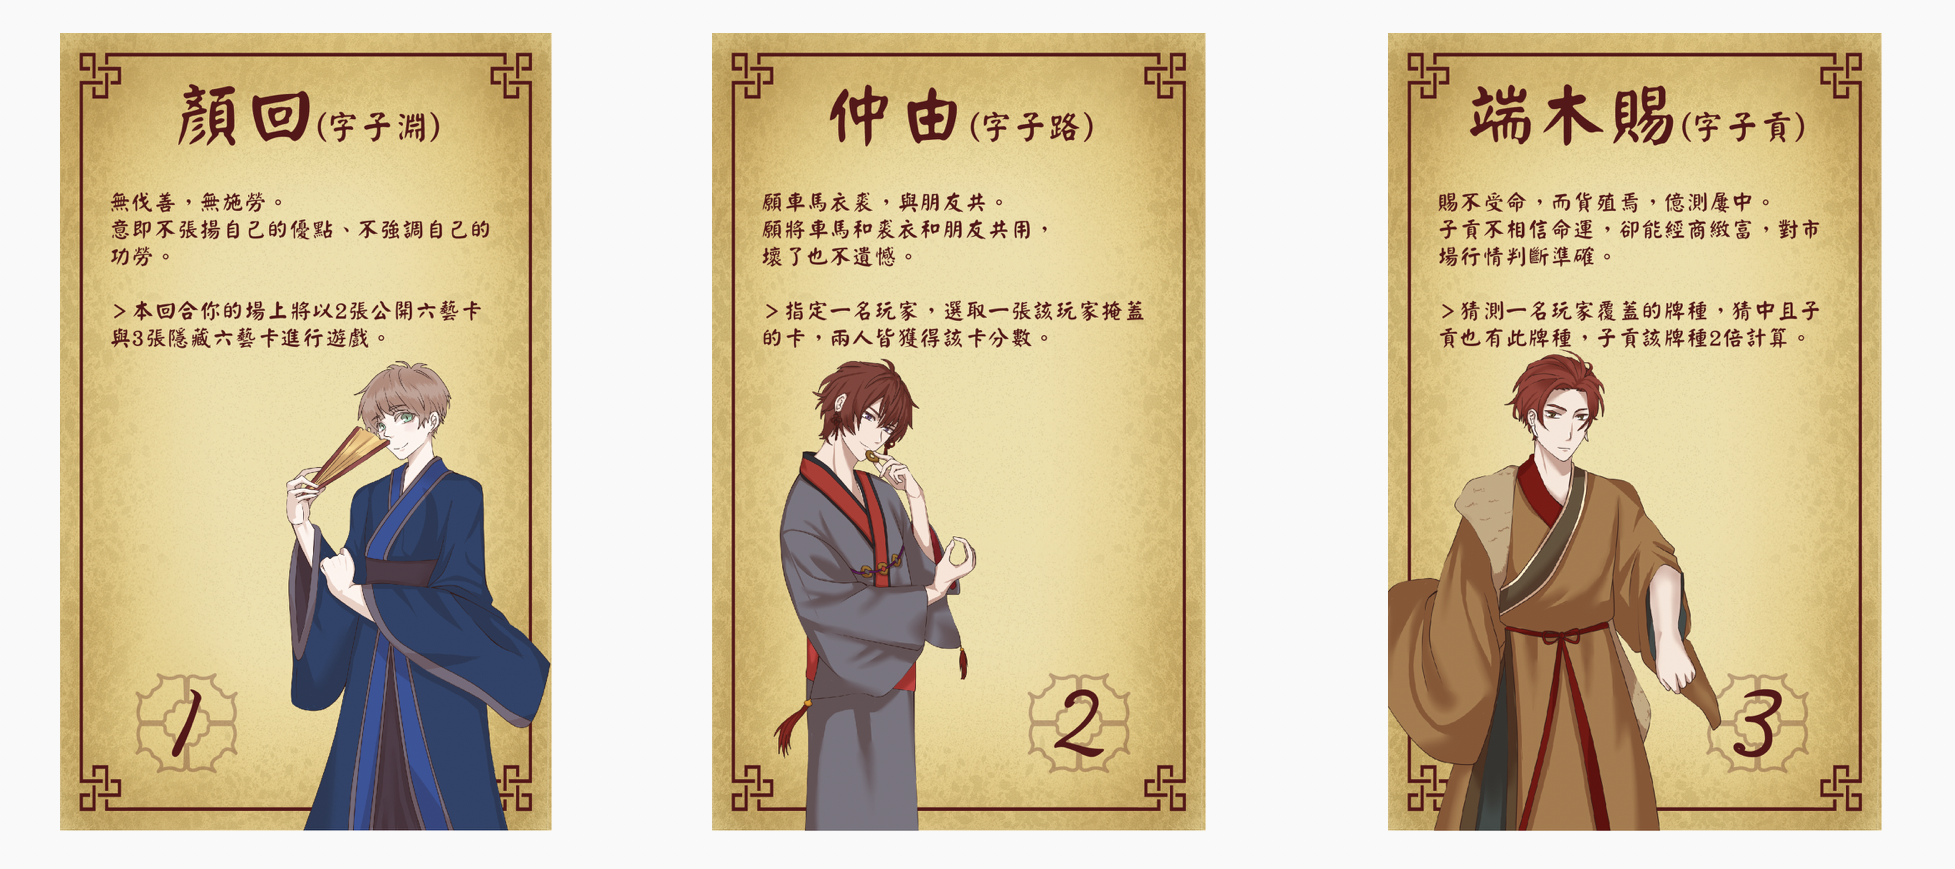 顏回(字子淵)
無伐善，無施勞。
意即不張揚自己的優點、不強調自己的
功勞。
>本回合你的場上將以2張公開六藝卡
與3張隱藏六藝卡進行遊戲。
1
仲由(字子路)
願車馬衣裘，與朋友共。
願將車馬和裘衣和朋友共用，
壞了也不遺憾。
>指定一名玩家，選取一張該玩家掩蓋
的卡，兩人皆獲得該卡分數。
2
端木賜(字子貢)
賜不受命，而貨殖焉，億測屢中。
子貢不相信命運，卻能經商緻富，對市
場行情判斷準確。
>猜測一名玩家覆蓋的牌種，猜中且子
貢也有此牌種，子貢該牌種2倍計算。
3